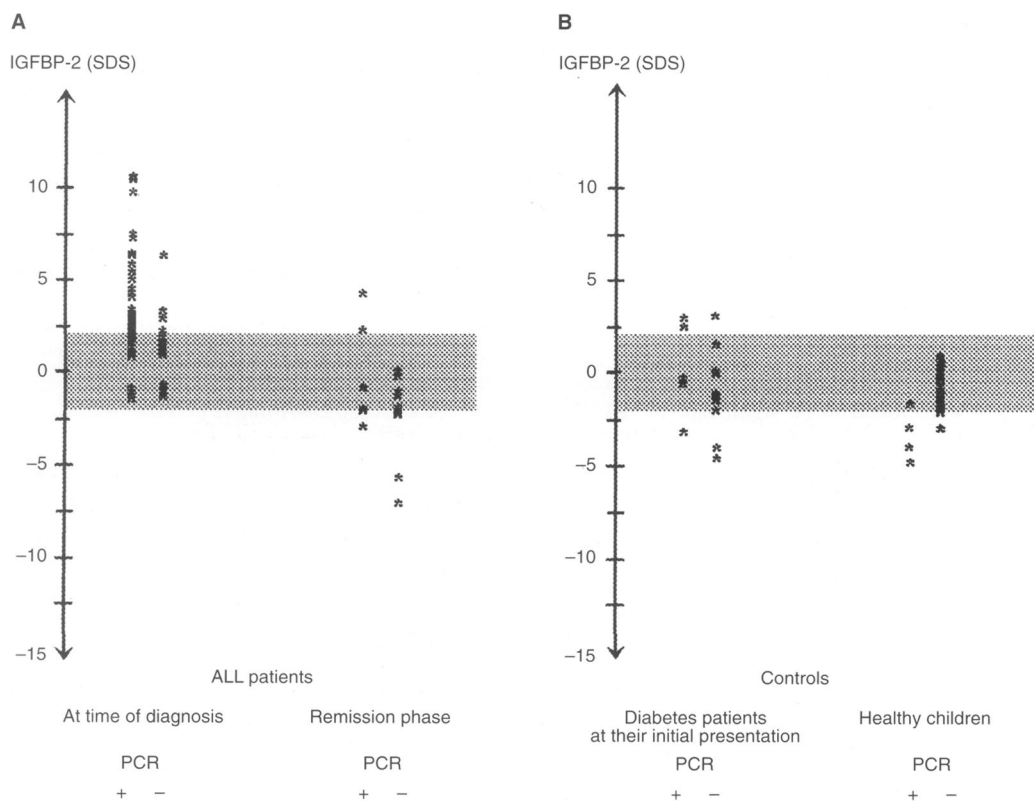 A
IGFBP-2 (SDS)
10
5
0
−5
−10
−15
ALL patients
At time of diagnosis
Remission phase
PCR
PCR
+ −
+ −
B
IGFBP-2 (SDS)
10
5
0
−5
−10
−15
Controls
Diabetes patients
at their initial presentation
Healthy children
PCR
PCR
+ −
+ −